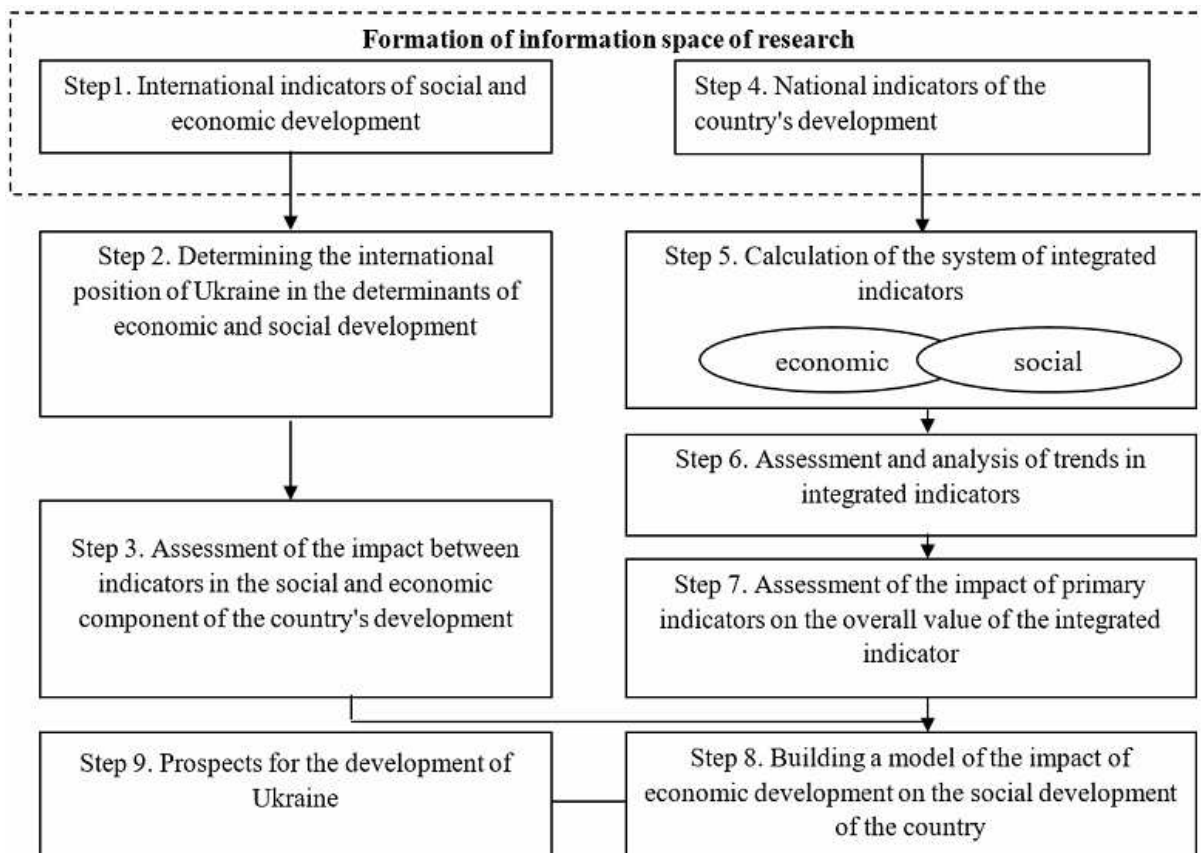 Formation of information space of research
Step1. International indicators of social and
economic development
Step 4. National indicators of the
country's development
Step 2. Determining the international
position of Ukraine in the determinants of
economic and social development
Step 5. Calculation of the system of integrated
indicators
economic
social
Step 6. Assessment and analysis of trends in
integrated indicators
Step 3. Assessment of the impact between
indicators in the social and economic
component of the country's development
Step 7. Assessment of the impact of primary
indicators on the overall value of the integrated
indicator
Step 9. Prospects for the development of
Ukraine
Step 8. Building a model of the impact of
economic development on the social development
of the country